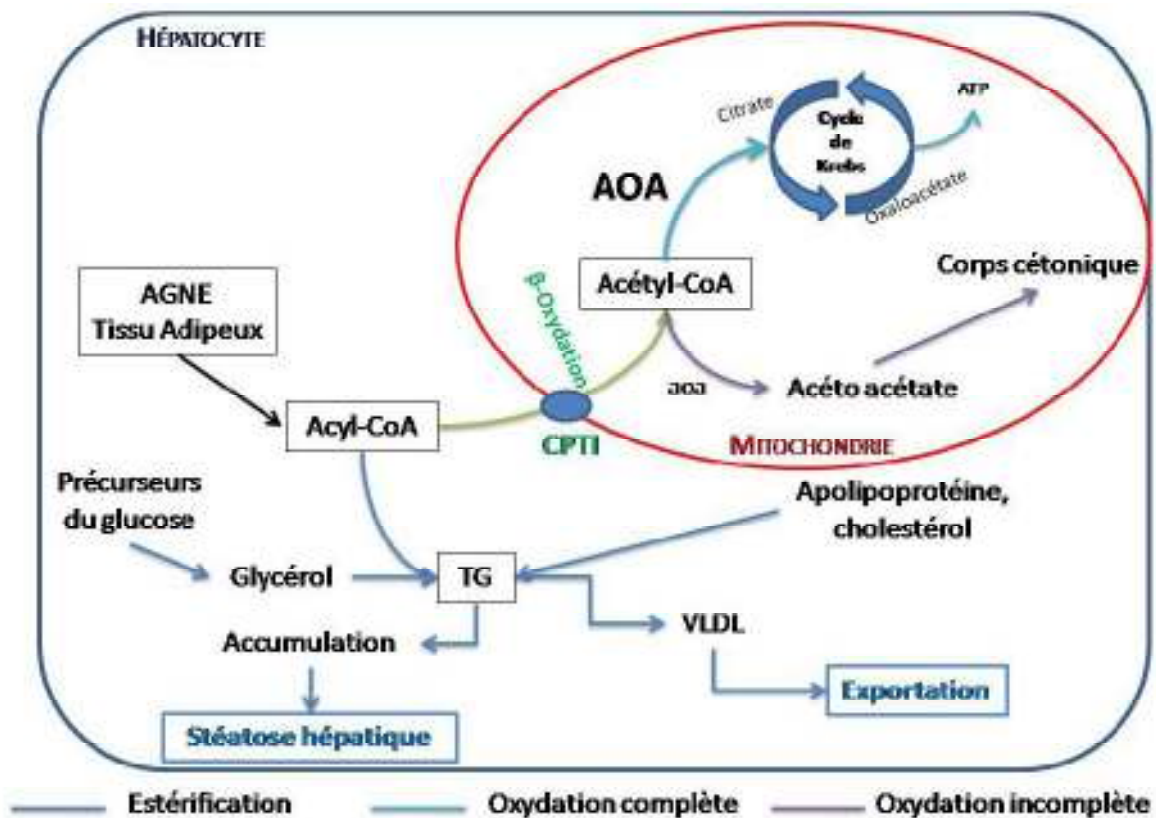 HÉPATOCYTE
ATP
Citrate
Cycle
de
Krebs
AOA
Oxaloacétate
Corps cétonique
AGNE
Tissu Adipeux
β-Oxydation
Acétyl-CoA
aoa
Acéto acétate
Acyl-CoA
CPTI
MITOCHONDRIE
Précurseurs
du glucose
Apolipoprotéine,
cholestérol
Glycérol
TG
Accumulation
VLDL
Exportation
Stéatose hépatique
Estérification
Oxydation complète
Oxydation incomplète